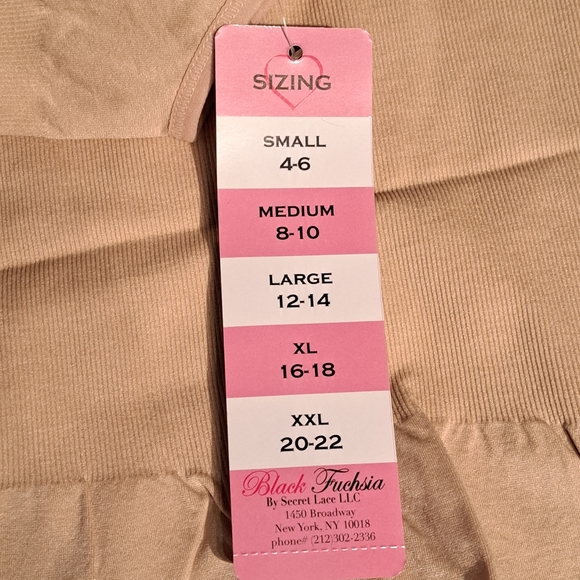 SIZING
SMALL
4-6
MEDIUM
8-10
LARGE
12-14
XL
16-18
XXL
20-22
Black Fuchsia
By Secret Lace LLC
1450 Broadway
New York, NY 10018
phone# (212)302-2336